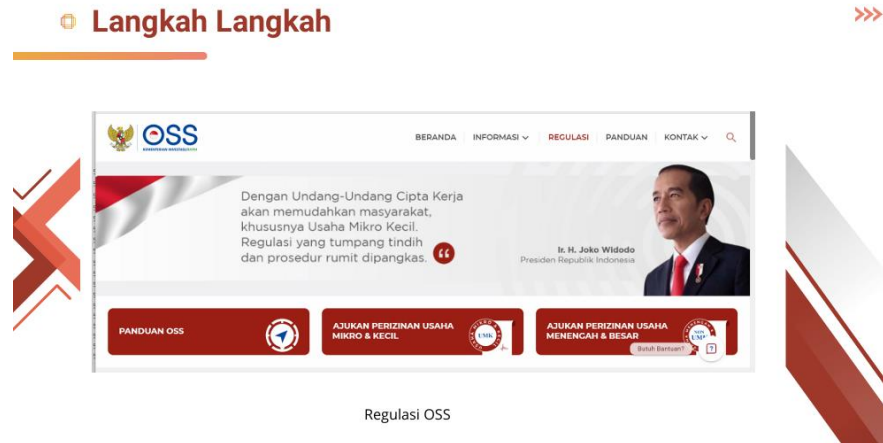 Langkah Langkah
OSS
BERANDA INFORMASI REGULASI PANDUAN KONTAK
Dengan Undang-Undang Cipta Kerja
akan memudahkan masyarakat,
khususnya Usaha Mikro Kecil.
Regulasi yang tumpang tindih
dan prosedur rumit dipangkas.
Ir. H. Joko Widodo
Presiden Republik Indonesia
PANDUAN OSS
AJUKAN PERIZINAN USAHA
MIKRO & KECIL
UMK
AJUKAN PERIZINAN USAHA
MENENGAH & BESAR
NON
Butuh Bantuan?
Regulasi OSS